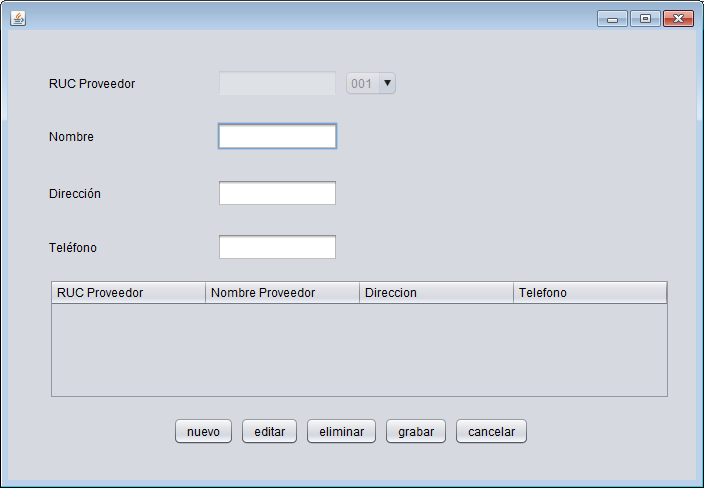 RUC Proveedor 001
Nombre
Dirección
Teléfono
RUC Proveedor Nombre Proveedor Direccion Telefono
nuevo editar eliminar grabar cancelar